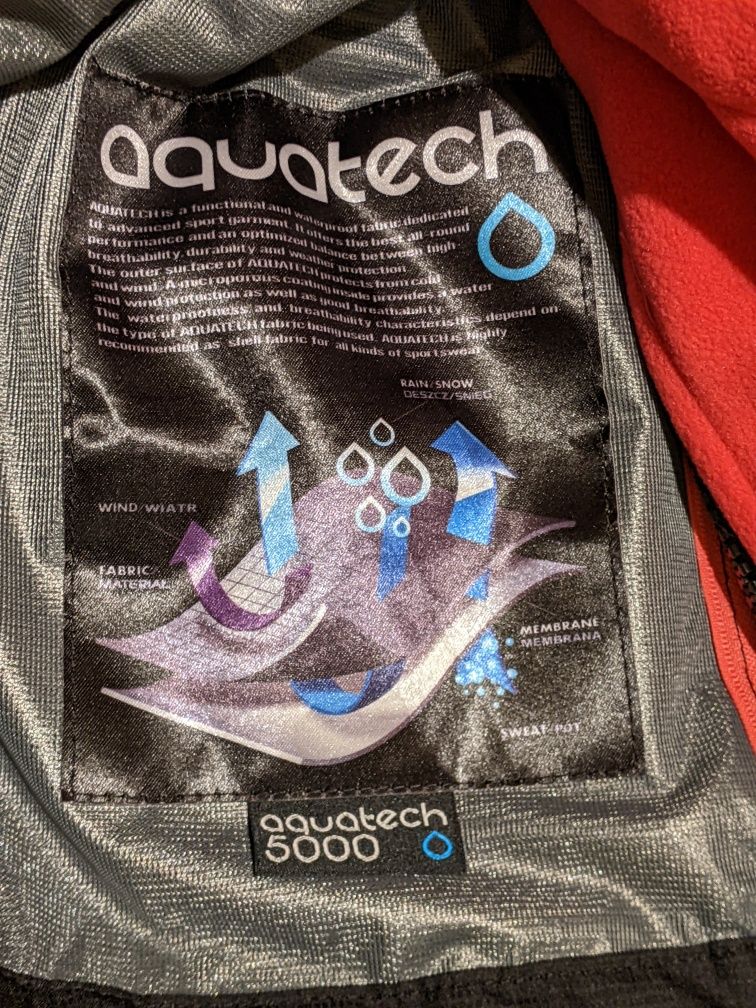 aquatech
AQUATECH is a functional and fabric dedicated
to advanced sport garment. It offers the best all round
performance and an optimized balance between high
breathability, durability and weather protection.
The outer surface of AQUATECH protects from rain
and wind. A microporous provides a water
and wind protection as well as good breathability.
The waterproofness and breathability characteristics depend on
the type of AQUATECH fabric being used. AQUATECH is highly
recommended as shell fabric for all kinds of sportswear
RAIN/SNOW
DESZCZ/ŚNIEG
WIND/WIATR
FABRIC
MATERIAŁ
MEMBRANE
MEMBRANA
SWEAT/POT
aquatech
5000